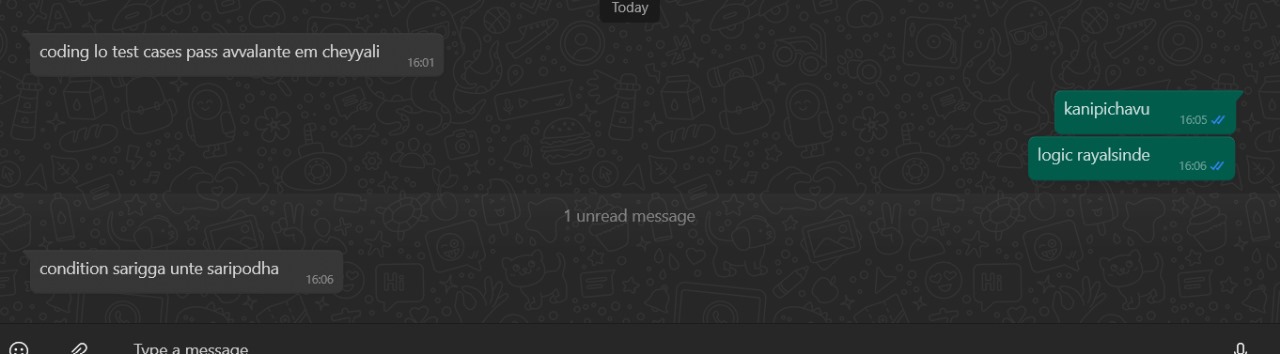 Today
coding lo test cases pass avvalante em cheyyali
16:01
kanipichavu
16:05
logic rayalsinde
16:06
1 unread message
condition sarigga unte saripodha
16:06
Type a message